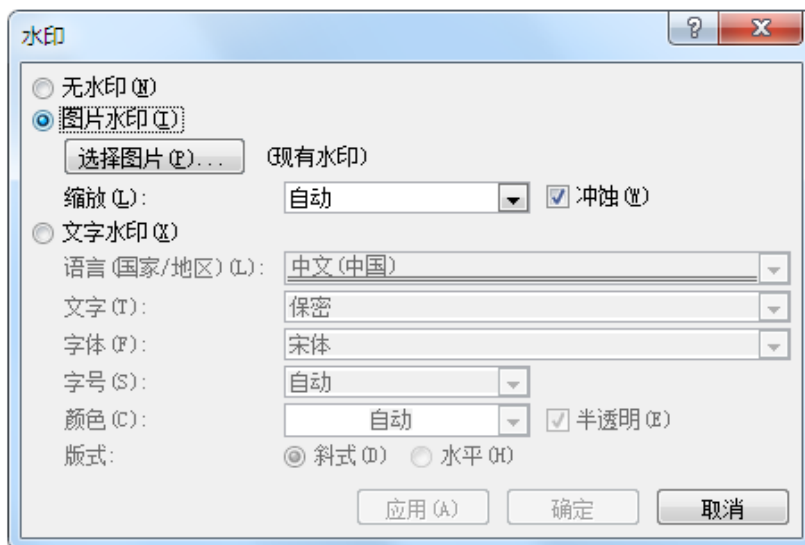 水印
无水印(N)
图片水印(I)
选择图片(P)... (现有水印)
缩放(L): 自动 冲蚀(W)
文字水印(X)
语言(国家/地区)(L): 中文(中国)
文字(T): 保密
字体(F): 宋体
字号(S): 自动
颜色(C): 自动 半透明(E)
版式: 斜式(D) 水平(H)
应用(A) 确定 取消